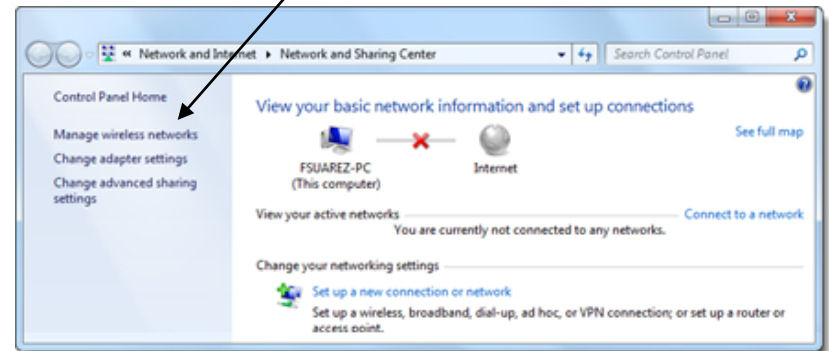 « Network and Internet ▸ Network and Sharing Center
Search Control Panel
Control Panel Home
Manage wireless networks
Change adapter settings
Change advanced sharing
settings
View your basic network information and set up connections
See full map
FSUAREZ-PC
(This computer)
Internet
View your active networks
Connect to a network
You are currently not connected to any networks.
Change your networking settings
Set up a new connection or network
Set up a wireless, broadband, dial-up, ad hoc, or VPN connection; or set up a router or
access point.